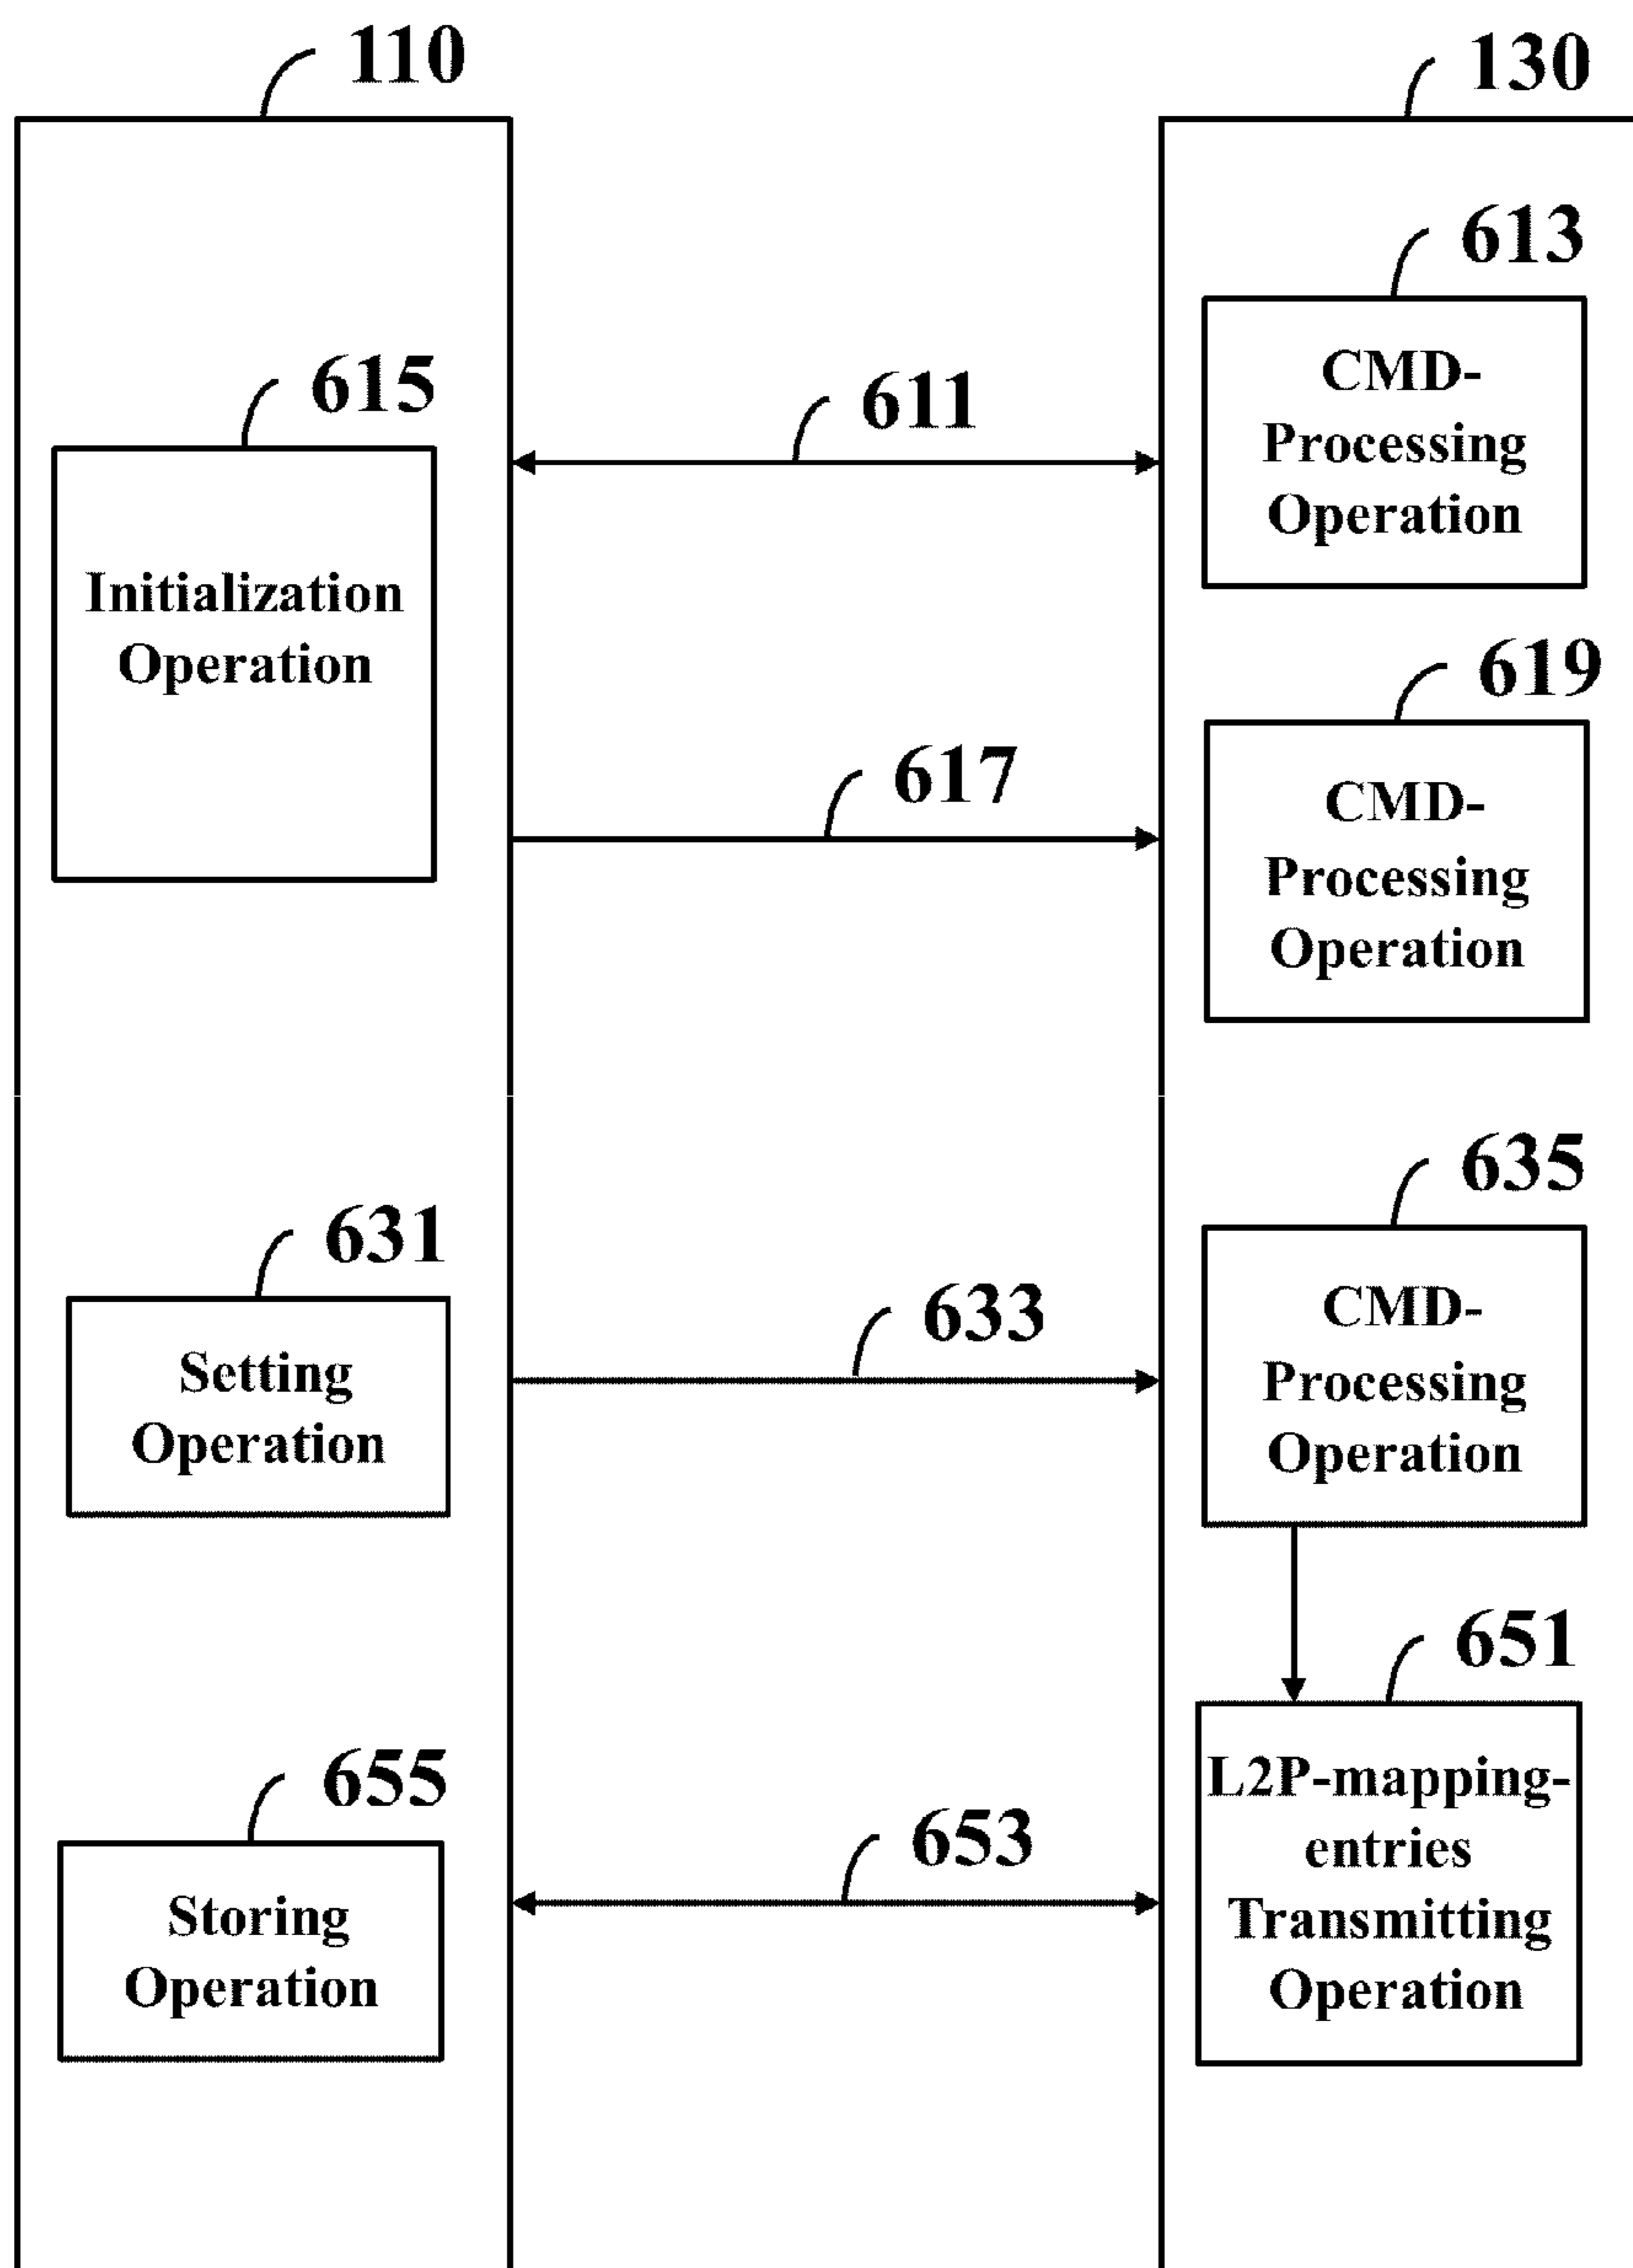 110
130
613
CMD-
Processing
Operation
615
Initialization
Operation
611
619
CMD-
Processing
Operation
617
635
CMD-
Processing
Operation
631
Setting
Operation
633
651
L2P-mapping-
entries
Transmitting
Operation
655
Storing
Operation
653